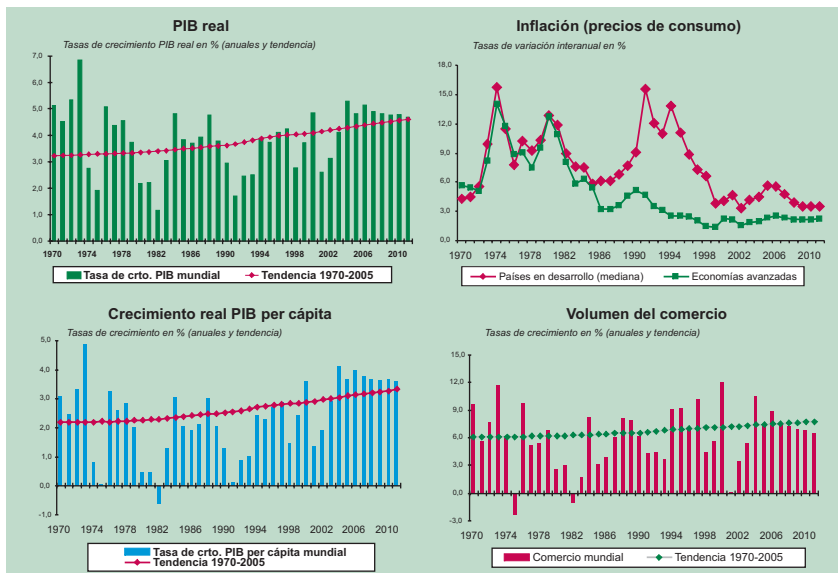 PIB real
Tasas de crecimiento PIB real en % (anuales y tendencia)
7,0
6,0
5,0
4,0
3,0
2,0
1,0
0,0
1970 1974 1978 1982 1986 1990 1994 1998 2002 2006 2010
Tasa de crto. PIB mundial Tendencia 1970-2005
Inflación (precios de consumo)
Tasas de variación interanual en %
18,0
15,0
12,0
9,0
6,0
3,0
0,0
1970 1974 1978 1982 1986 1990 1994 1998 2002 2006 2010
Países en desarrollo (mediana) Economías avanzadas
Crecimiento real PIB per cápita
Tasas de crecimiento en % (anuales y tendencia)
5,0
4,0
3,0
2,0
1,0
0,0
-1,0
1970 1974 1978 1982 1986 1990 1994 1998 2002 2006 2010
Tasa de crto. PIB per cápita mundial
Tendencia 1970-2005
Volumen del comercio
Tasas de crecimiento en % (anuales y tendencia)
15,0
12,0
9,0
6,0
3,0
0,0
-3,0
1970 1974 1978 1982 1986 1990 1994 1998 2002 2006 2010
Comercio mundial Tendencia 1970-2005